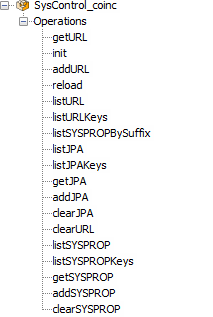 SysControl_coinc
Operations
getURL
init
addURL
reload
listURL
listURLKeys
listSYSPROPBySuffix
listJPA
listJPAKeys
getJPA
addJPA
clearJPA
clearURL
listSYSPROP
listSYSPROPKeys
getSYSPROP
addSYSPROP
clearSYSPROP